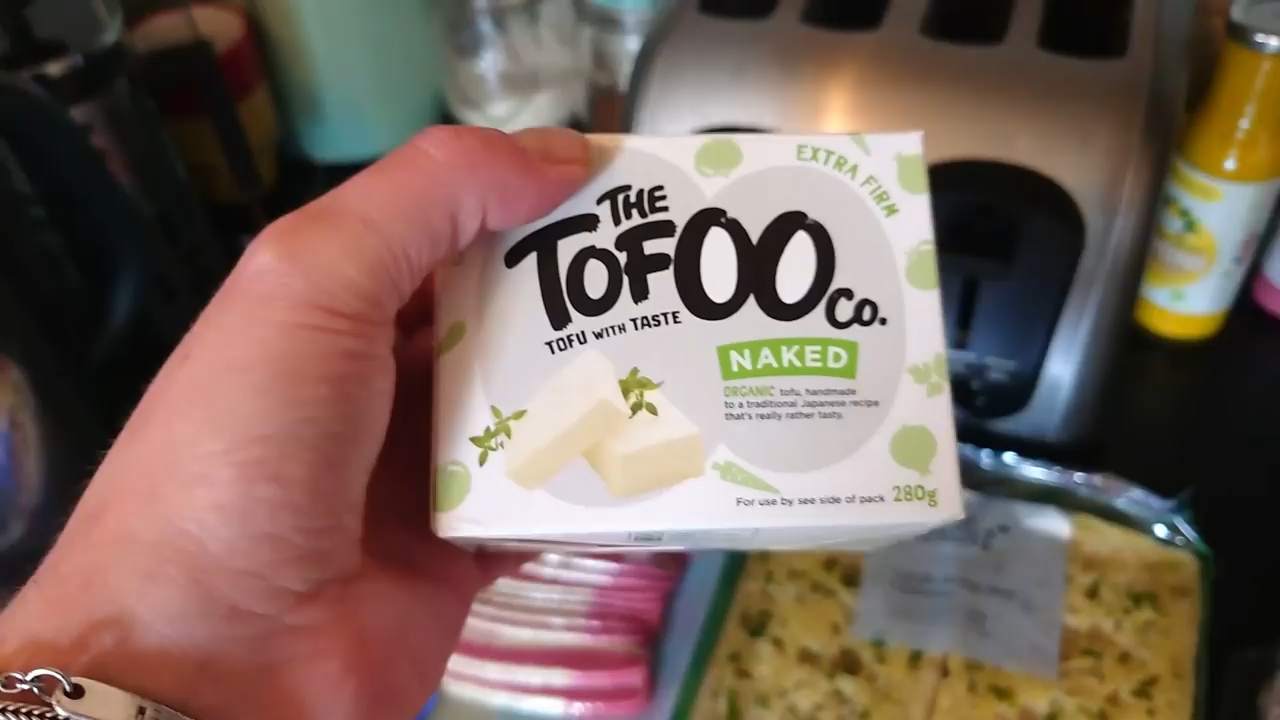 EXTRA FIRM
THE
TOFOO CO.
TOFU WITH TASTE
NAKED
ORGANIC tofu, handmade
to a traditional Japanese recipe
that's really rather tasty.
For use by see side of pack 280g